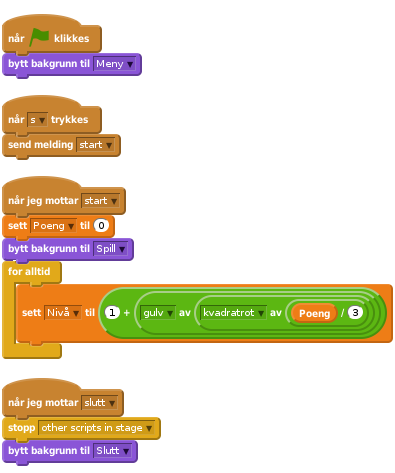 når klikkes
bytt bakgrunn til Meny
når s trykkes
send melding start
når jeg mottar start
sett Poeng til 0
bytt bakgrunn til Spill
for alltid
sett Nivå til 1 + gulv av kvadratrot av Poeng / 3
når jeg mottar slutt
stopp other scripts in stage
bytt bakgrunn til Slutt